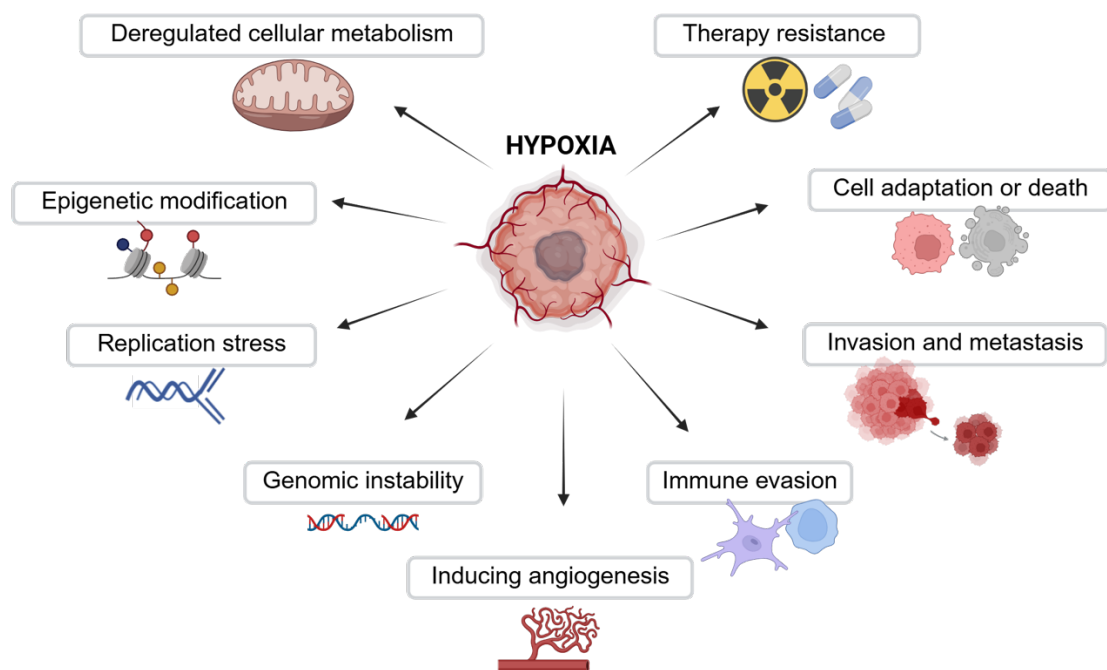 Deregulated cellular metabolism
Therapy resistance
HYPOXIA
Epigenetic modification
Cell adaptation or death
Replication stress
Invasion and metastasis
Genomic instability
Immune evasion
Inducing angiogenesis